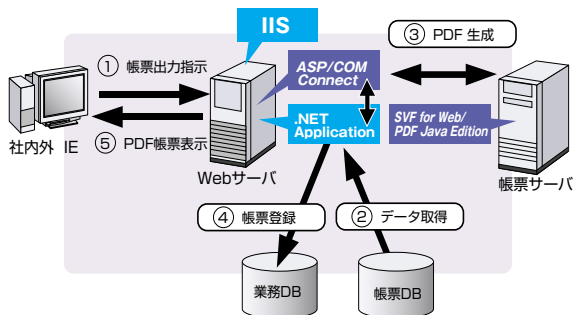 IIS
③ PDF 生成
① 帳票出力指示
ASP/COM
Connect
.NET
Application
SVF for Web/
PDF Java Edition
社内外 IE
⑤ PDF帳票表示
Webサーバ
帳票サーバ
④ 帳票登録
② データ取得
業務DB
帳票DB